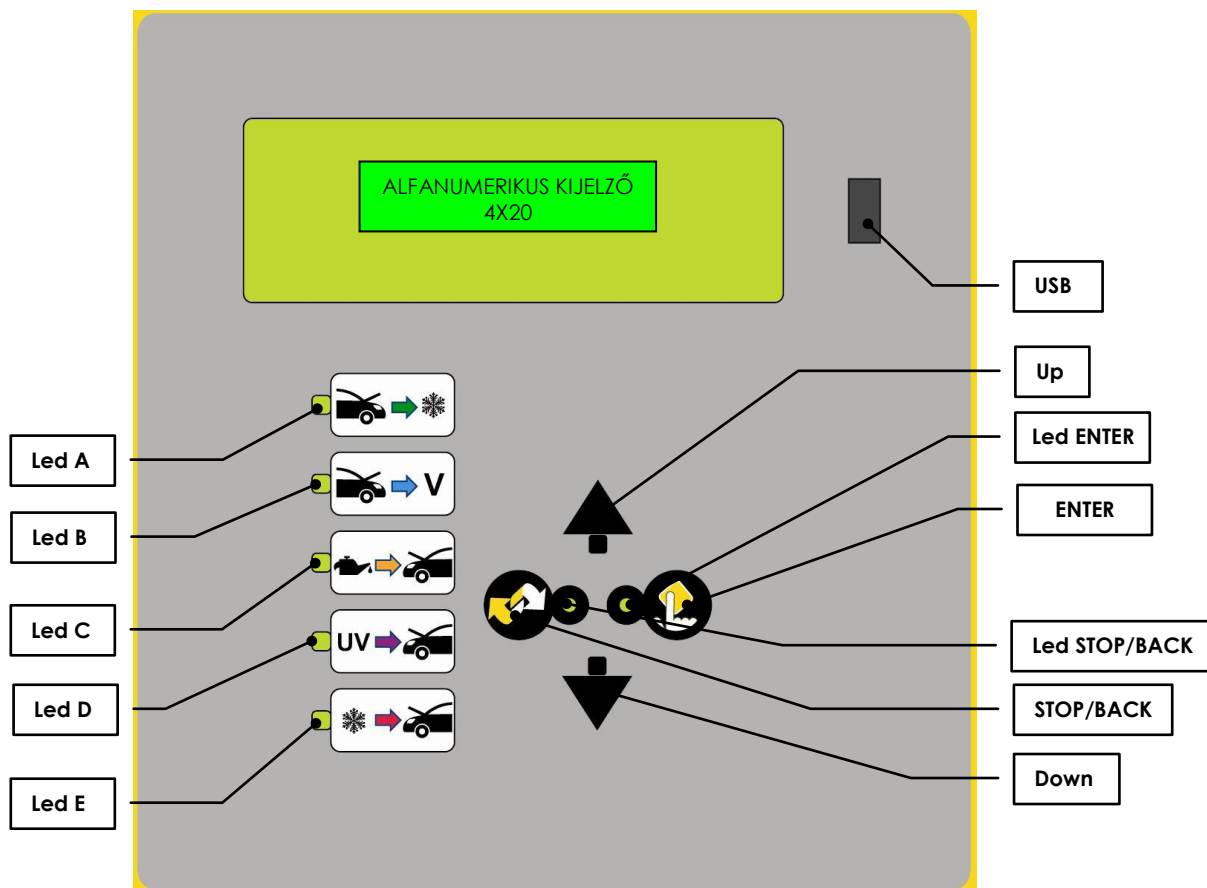 ALFANUMERIKUS KIJELZŐ
4X20
USB
Up
Led ENTER
ENTER
Led STOP/BACK
STOP/BACK
Down
Led A
Led B
Led C
Led D
Led E
V
UV